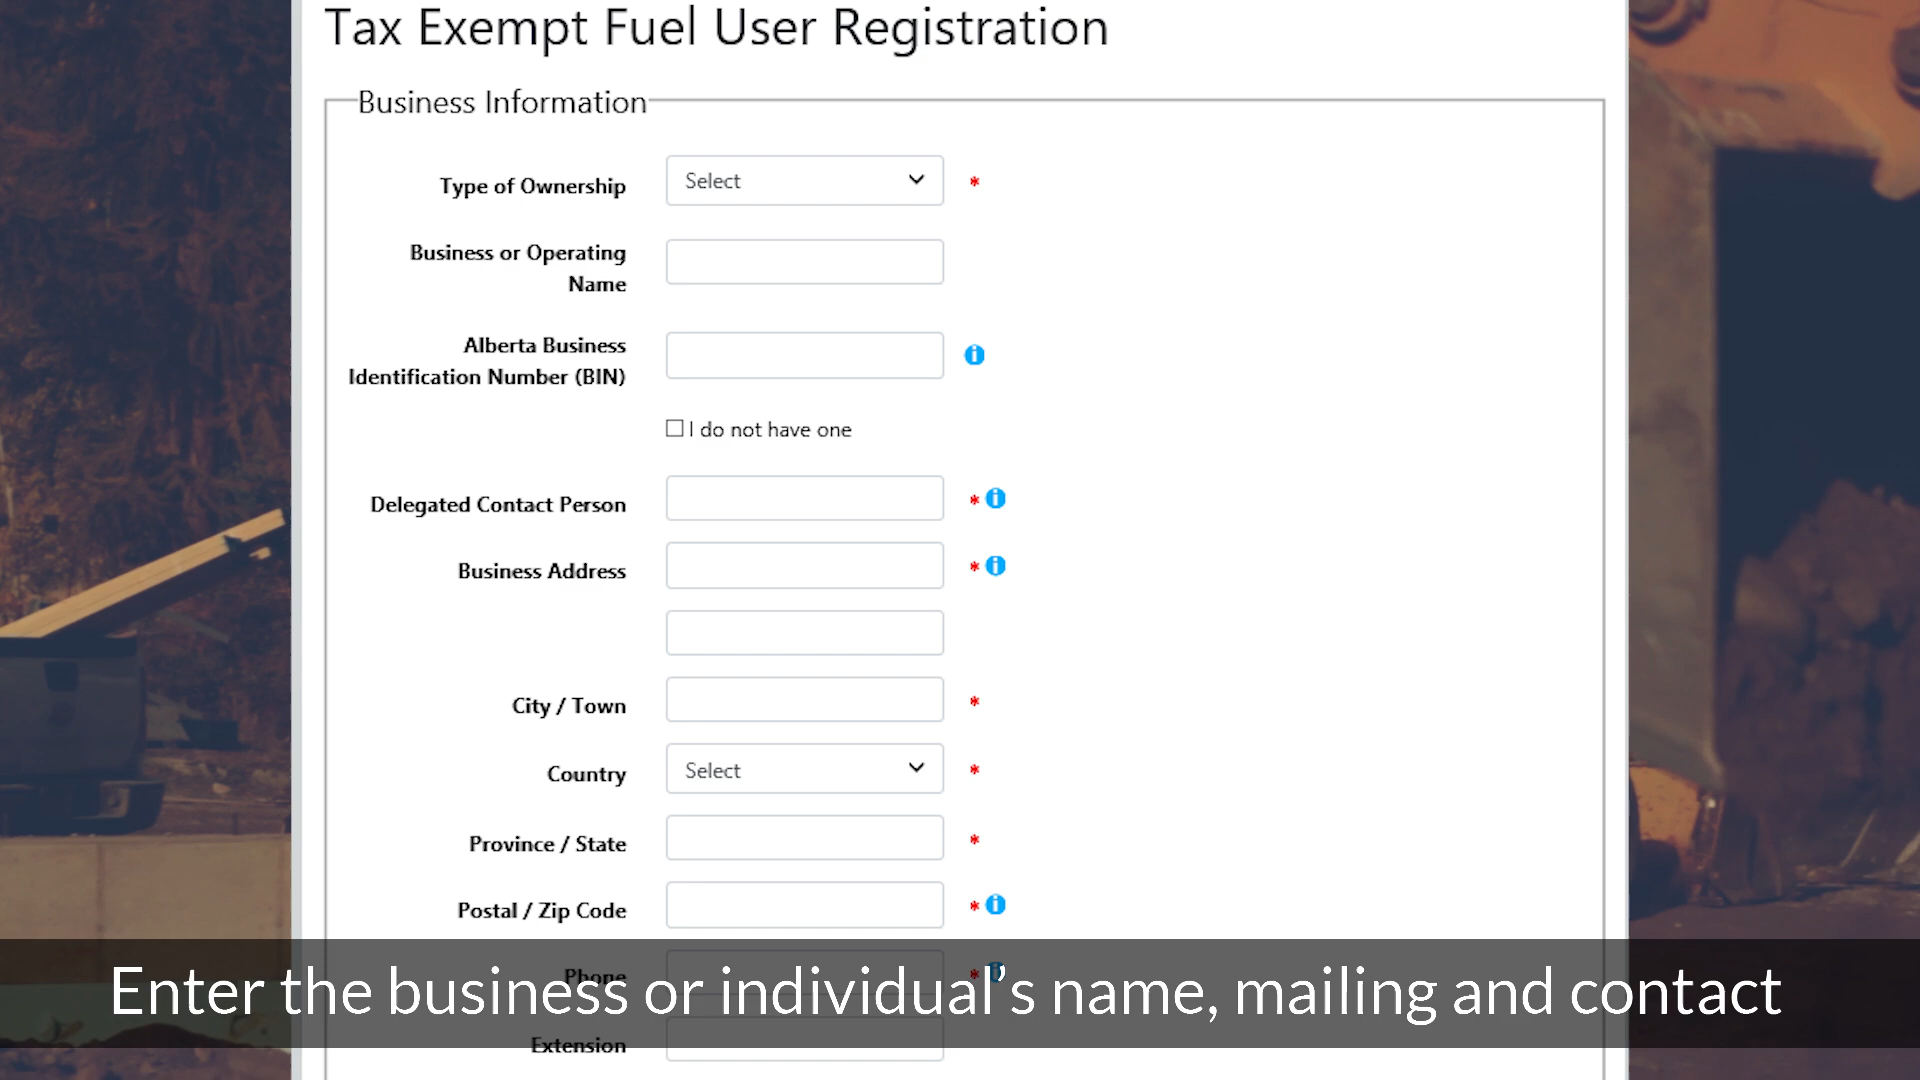 Tax Exempt Fuel User Registration
Business Information
Type of Ownership Select *
Business or Operating
Name
Alberta Business
Identification Number (BIN)
I do not have one
Delegated Contact Person *
Business Address *
City / Town *
Country Select *
Province / State *
Postal / Zip Code *
Phone *
Enter the business or individual's name, mailing and contact
Extension